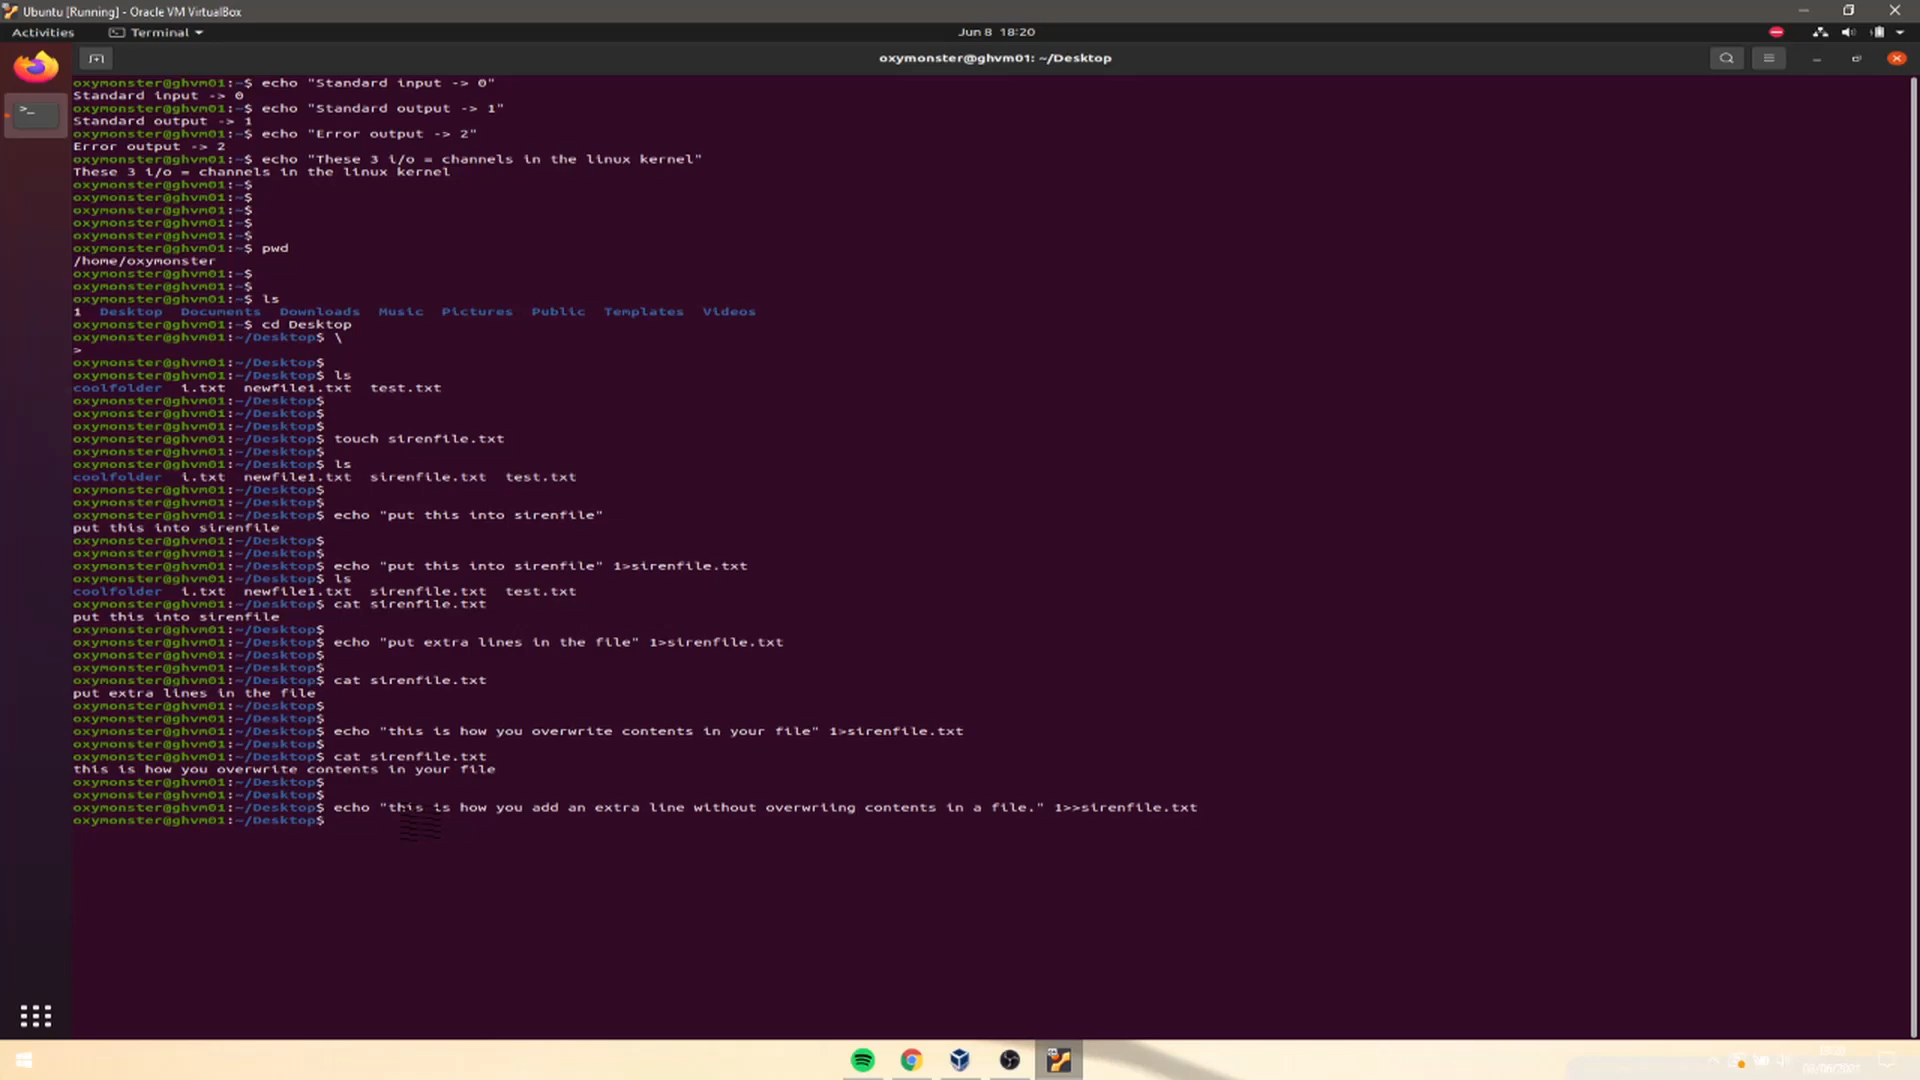 Ubuntu [Running] - Oracle VM VirtualBox
Activities Terminal Jun 8 18:20
oxymonster@ghvm01: ~/Desktop
oxymonster@ghvm01:~$ echo "Standard input -> 0"
Standard input -> 0
oxymonster@ghvm01:~$ echo "Standard output -> 1"
Standard output -> 1
oxymonster@ghvm01:~$ echo "Error output -> 2"
Error output -> 2
oxymonster@ghvm01:~$ echo "These 3 i/o = channels in the linux kernel"
These 3 i/o = channels in the linux kernel
oxymonster@ghvm01:~$
oxymonster@ghvm01:~$
oxymonster@ghvm01:~$
oxymonster@ghvm01:~$
oxymonster@ghvm01:~$
oxymonster@ghvm01:~$ pwd
/home/oxymonster
oxymonster@ghvm01:~$
oxymonster@ghvm01:~$
oxymonster@ghvm01:~$ ls
1 Desktop Documents Downloads Music Pictures Public Templates Videos
oxymonster@ghvm01:~$ cd Desktop
oxymonster@ghvm01:~/Desktop$ \
>
oxymonster@ghvm01:~/Desktop$
oxymonster@ghvm01:~/Desktop$ ls
coolfolder i.txt newfile1.txt test.txt
oxymonster@ghvm01:~/Desktop$
oxymonster@ghvm01:~/Desktop$
oxymonster@ghvm01:~/Desktop$
oxymonster@ghvm01:~/Desktop$ touch sirenfile.txt
oxymonster@ghvm01:~/Desktop$
oxymonster@ghvm01:~/Desktop$ ls
coolfolder i.txt newfile1.txt sirenfile.txt test.txt
oxymonster@ghvm01:~/Desktop$
oxymonster@ghvm01:~/Desktop$
oxymonster@ghvm01:~/Desktop$ echo "put this into sirenfile"
put this into sirenfile
oxymonster@ghvm01:~/Desktop$
oxymonster@ghvm01:~/Desktop$
oxymonster@ghvm01:~/Desktop$ echo "put this into sirenfile" 1>sirenfile.txt
oxymonster@ghvm01:~/Desktop$ ls
coolfolder i.txt newfile1.txt sirenfile.txt test.txt
oxymonster@ghvm01:~/Desktop$ cat sirenfile.txt
put this into sirenfile
oxymonster@ghvm01:~/Desktop$
oxymonster@ghvm01:~/Desktop$ echo "put extra lines in the file" 1>sirenfile.txt
oxymonster@ghvm01:~/Desktop$
oxymonster@ghvm01:~/Desktop$
oxymonster@ghvm01:~/Desktop$ cat sirenfile.txt
put extra lines in the file
oxymonster@ghvm01:~/Desktop$
oxymonster@ghvm01:~/Desktop$
oxymonster@ghvm01:~/Desktop$ echo "this is how you overwrite contents in your file" 1>sirenfile.txt
oxymonster@ghvm01:~/Desktop$
oxymonster@ghvm01:~/Desktop$ cat sirenfile.txt
this is how you overwrite contents in your file
oxymonster@ghvm01:~/Desktop$
oxymonster@ghvm01:~/Desktop$
oxymonster@ghvm01:~/Desktop$ echo "this is how you add an extra line without overwriing contents in a file." 1>>sirenfile.txt
oxymonster@ghvm01:~/Desktop$